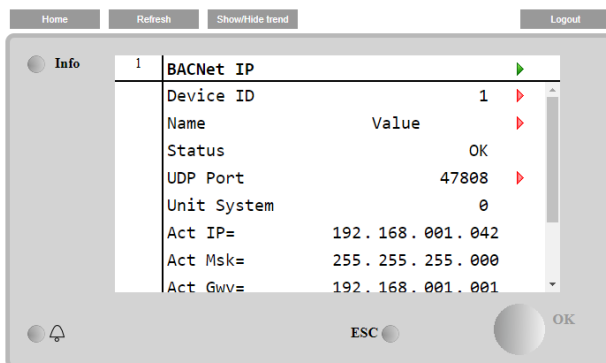 Home Refresh Show/Hide trend Logout
Info
1 BACNet IP
Device ID 1
Name Value
Status OK
UDP Port 47808
Unit System 0
Act IP= 192.168.001.042
Act Msk= 255.255.255.000
Act Gwy= 192.168.001.001
ESC
OK